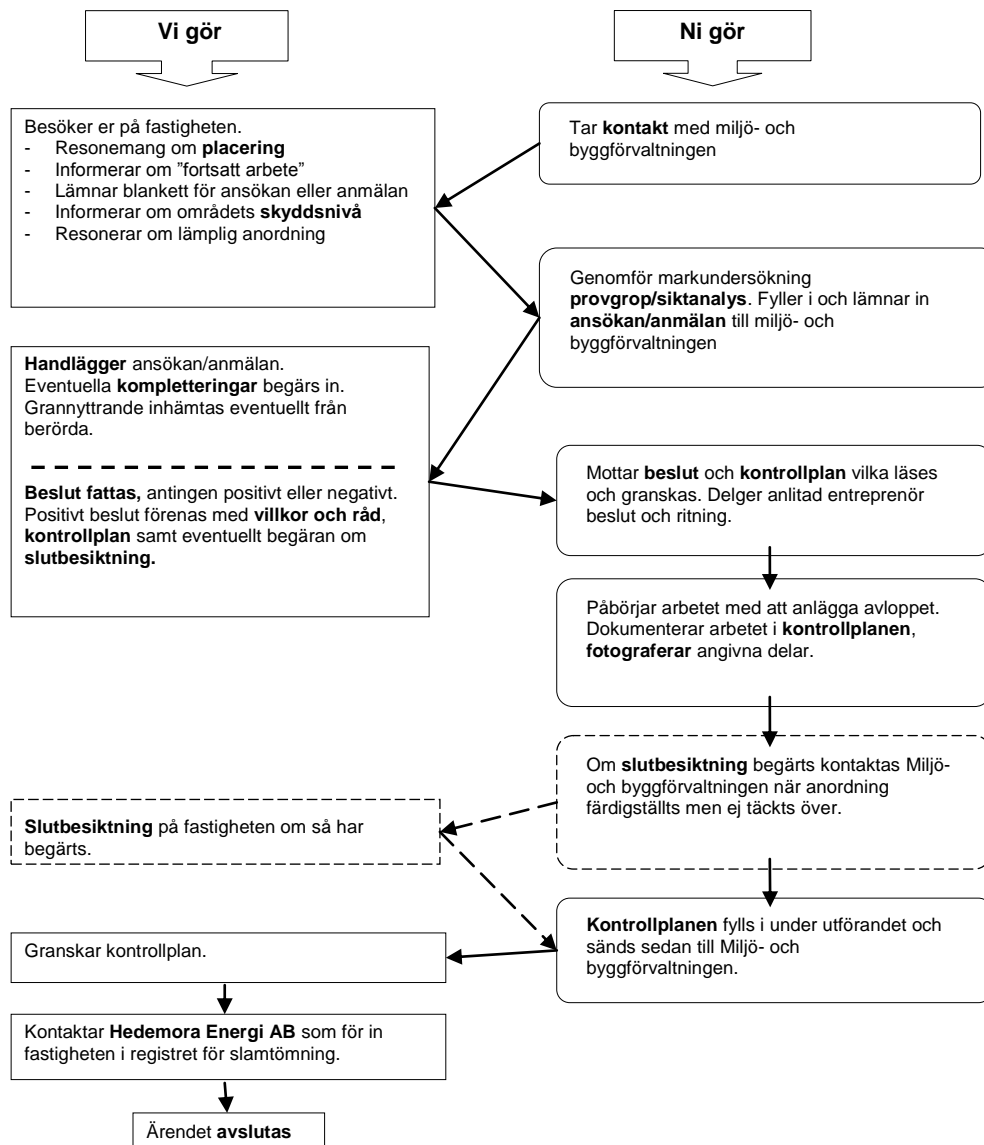 Vi gör
Ni gör
Tar kontakt med miljö- och
byggförvaltningen
Besöker er på fastigheten.
- Resonemang om placering
- Informerar om ”fortsatt arbete”
- Lämnar blankett för ansökan eller anmälan
- Informerar om områdets skyddsnivå
- Resonerar om lämplig anordning
Genomför markundersökning
provgrop/siktanalys. Fyller i och lämnar in
ansökan/anmälan till miljö- och
byggförvaltningen
Handlägger ansökan/anmälan.
Eventuella kompletteringar begärs in.
Grannyttrande inhämtas eventuellt från
berörda.
Beslut fattas, antingen positivt eller negativt.
Positivt beslut förenas med villkor och råd,
kontrollplan samt eventuellt begäran om
slutbesiktning.
Mottar beslut och kontrollplan vilka läses
och granskas. Delger anlitad entreprenör
beslut och ritning.
Påbörjar arbetet med att anlägga avloppet.
Dokumenterar arbetet i kontrollplanen,
fotograferar angivna delar.
Om slutbesiktning begärts kontaktas Miljö-
och byggförvaltningen när anordning
färdigställts men ej täckts över.
Slutbesiktning på fastigheten om så har
begärts.
Kontrollplanen fylls i under utförandet och
sänds sedan till Miljö- och
byggförvaltningen.
Granskar kontrollplan.
Kontaktar Hedemora Energi AB som för in
fastigheten i registret för slamtömning.
Ärendet avslutas